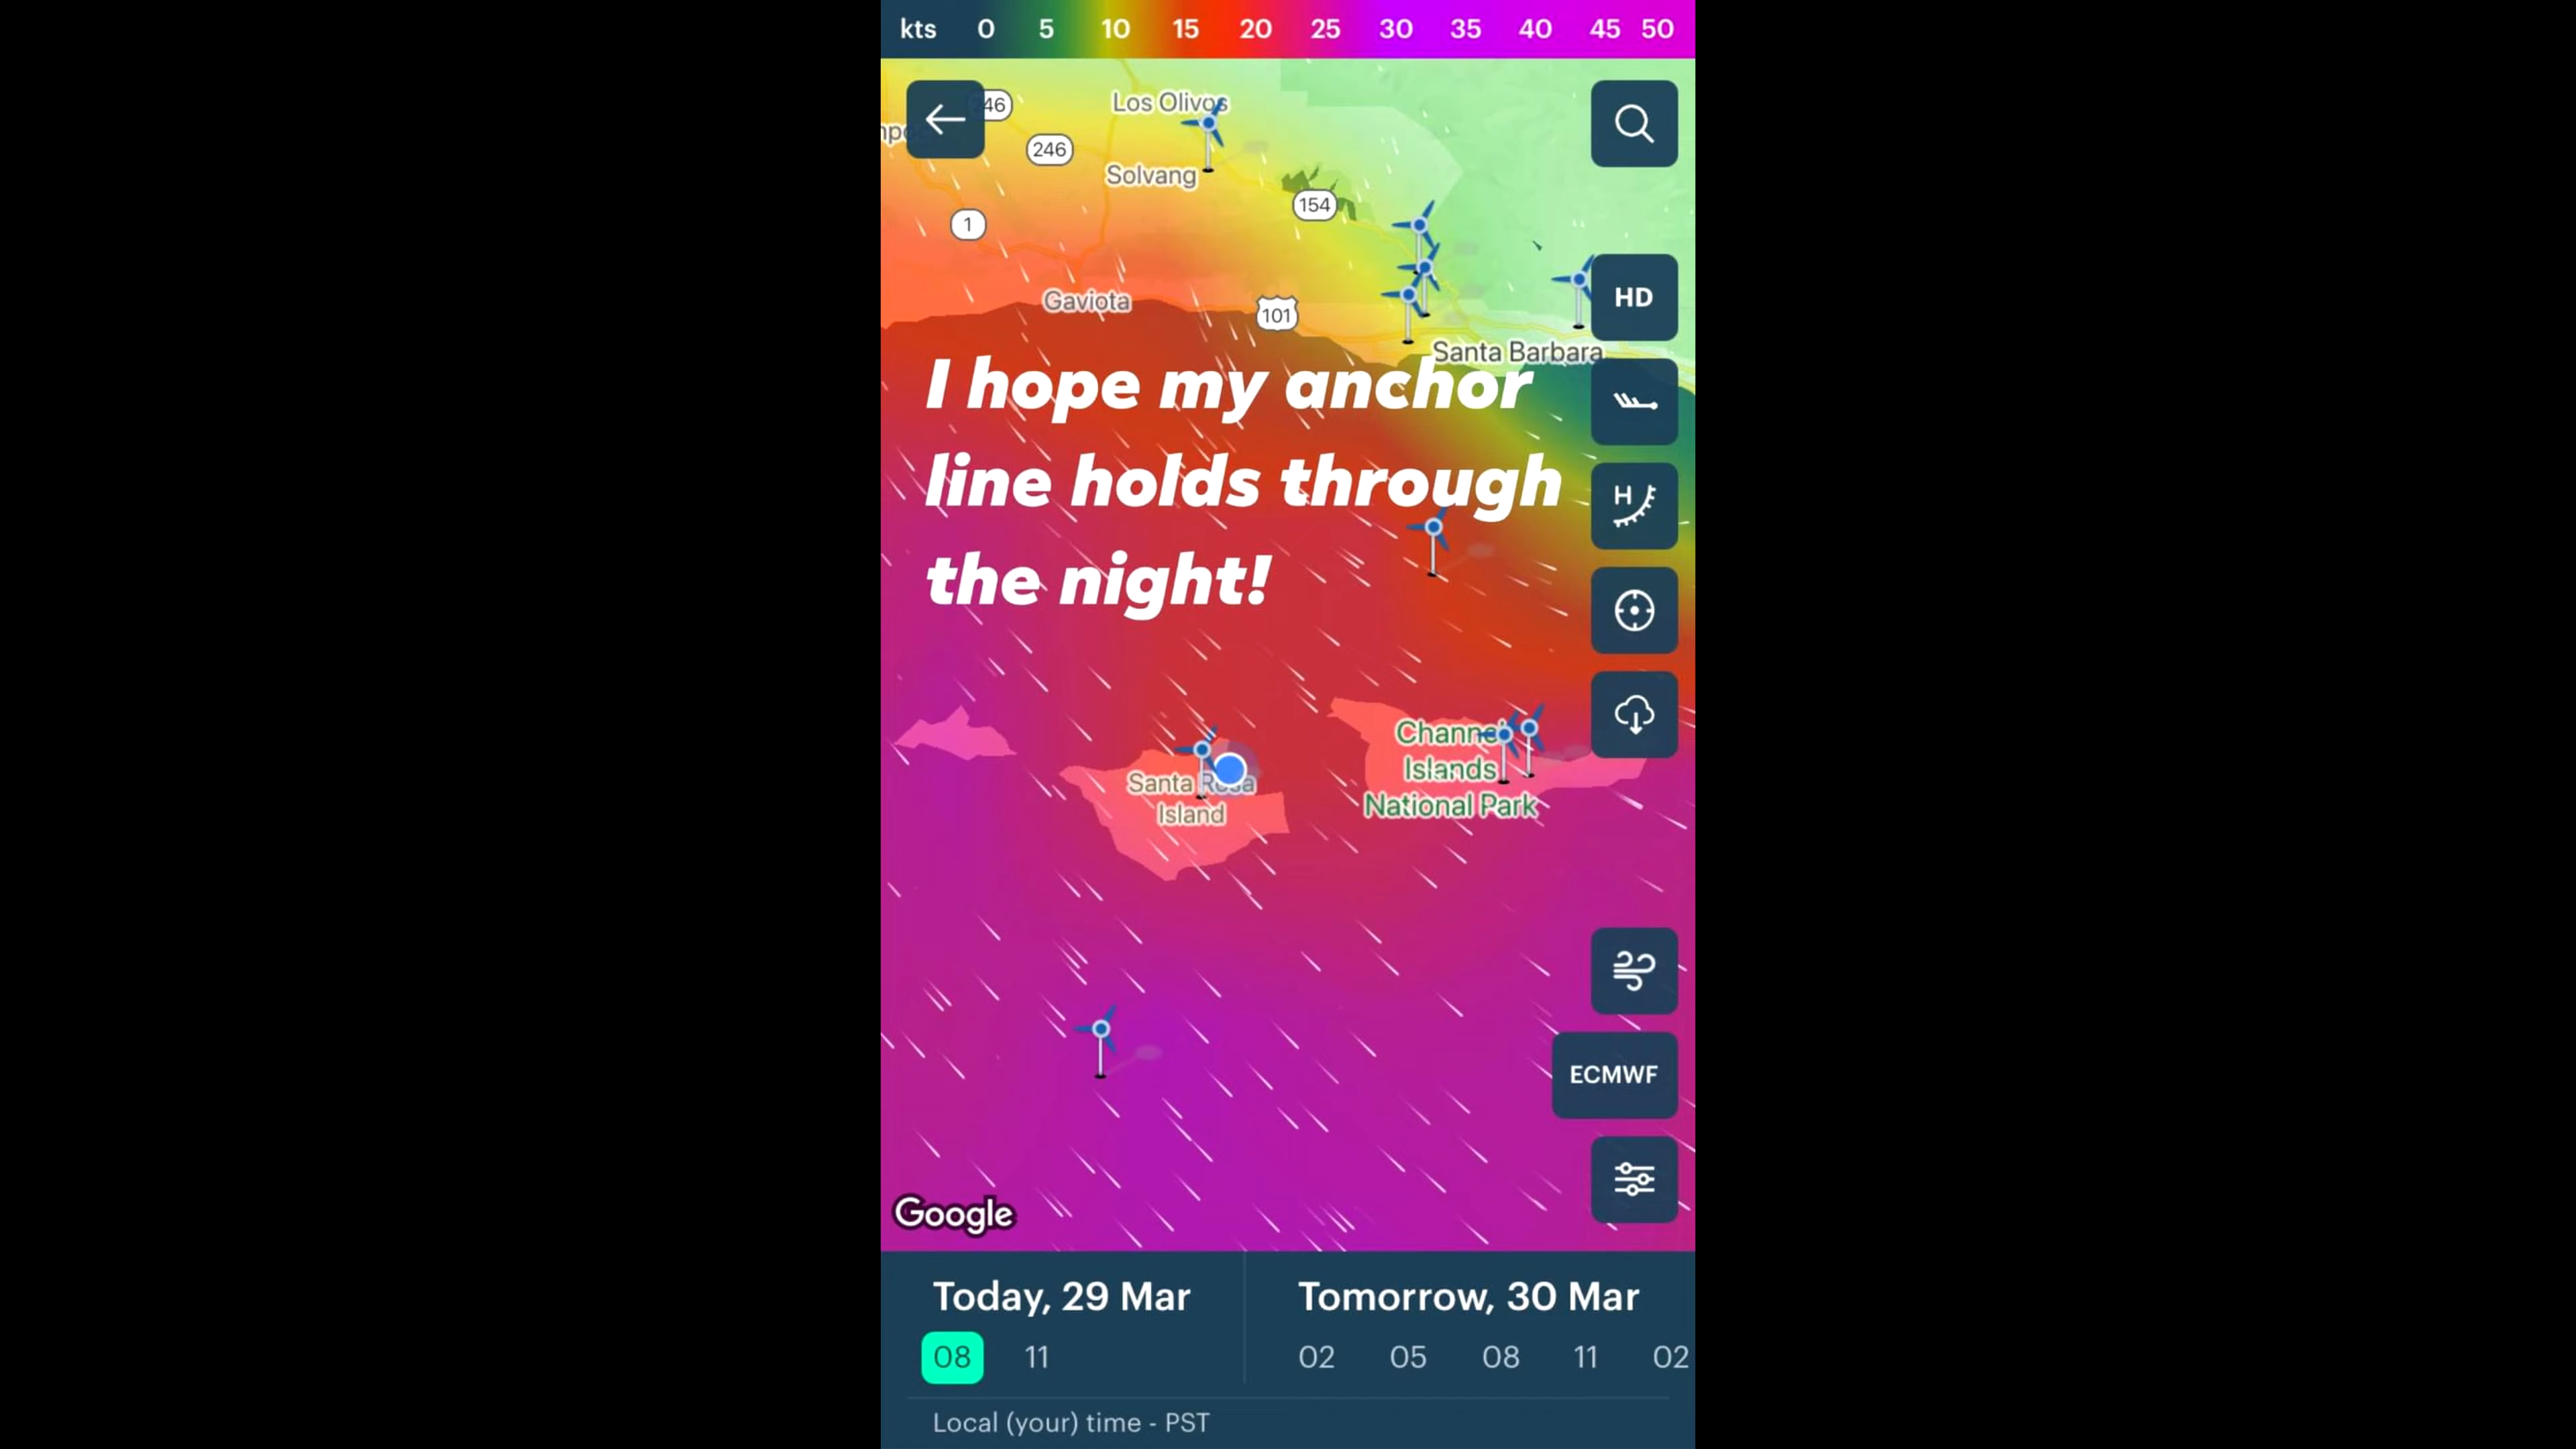 kts 0 5 10 15 20 25 30 35 40 45 50
Los Olivos
246
Solvang
154
1
Gaviota
101
HD
Santa Barbara
I hope my anchor
line holds through
the night!
H
Channel
Islands
National Park
Santa Rosa
Island
ECMWF
Google
Today, 29 Mar
Tomorrow, 30 Mar
08 11 02 05 08 11 02
Local (your) time - PST